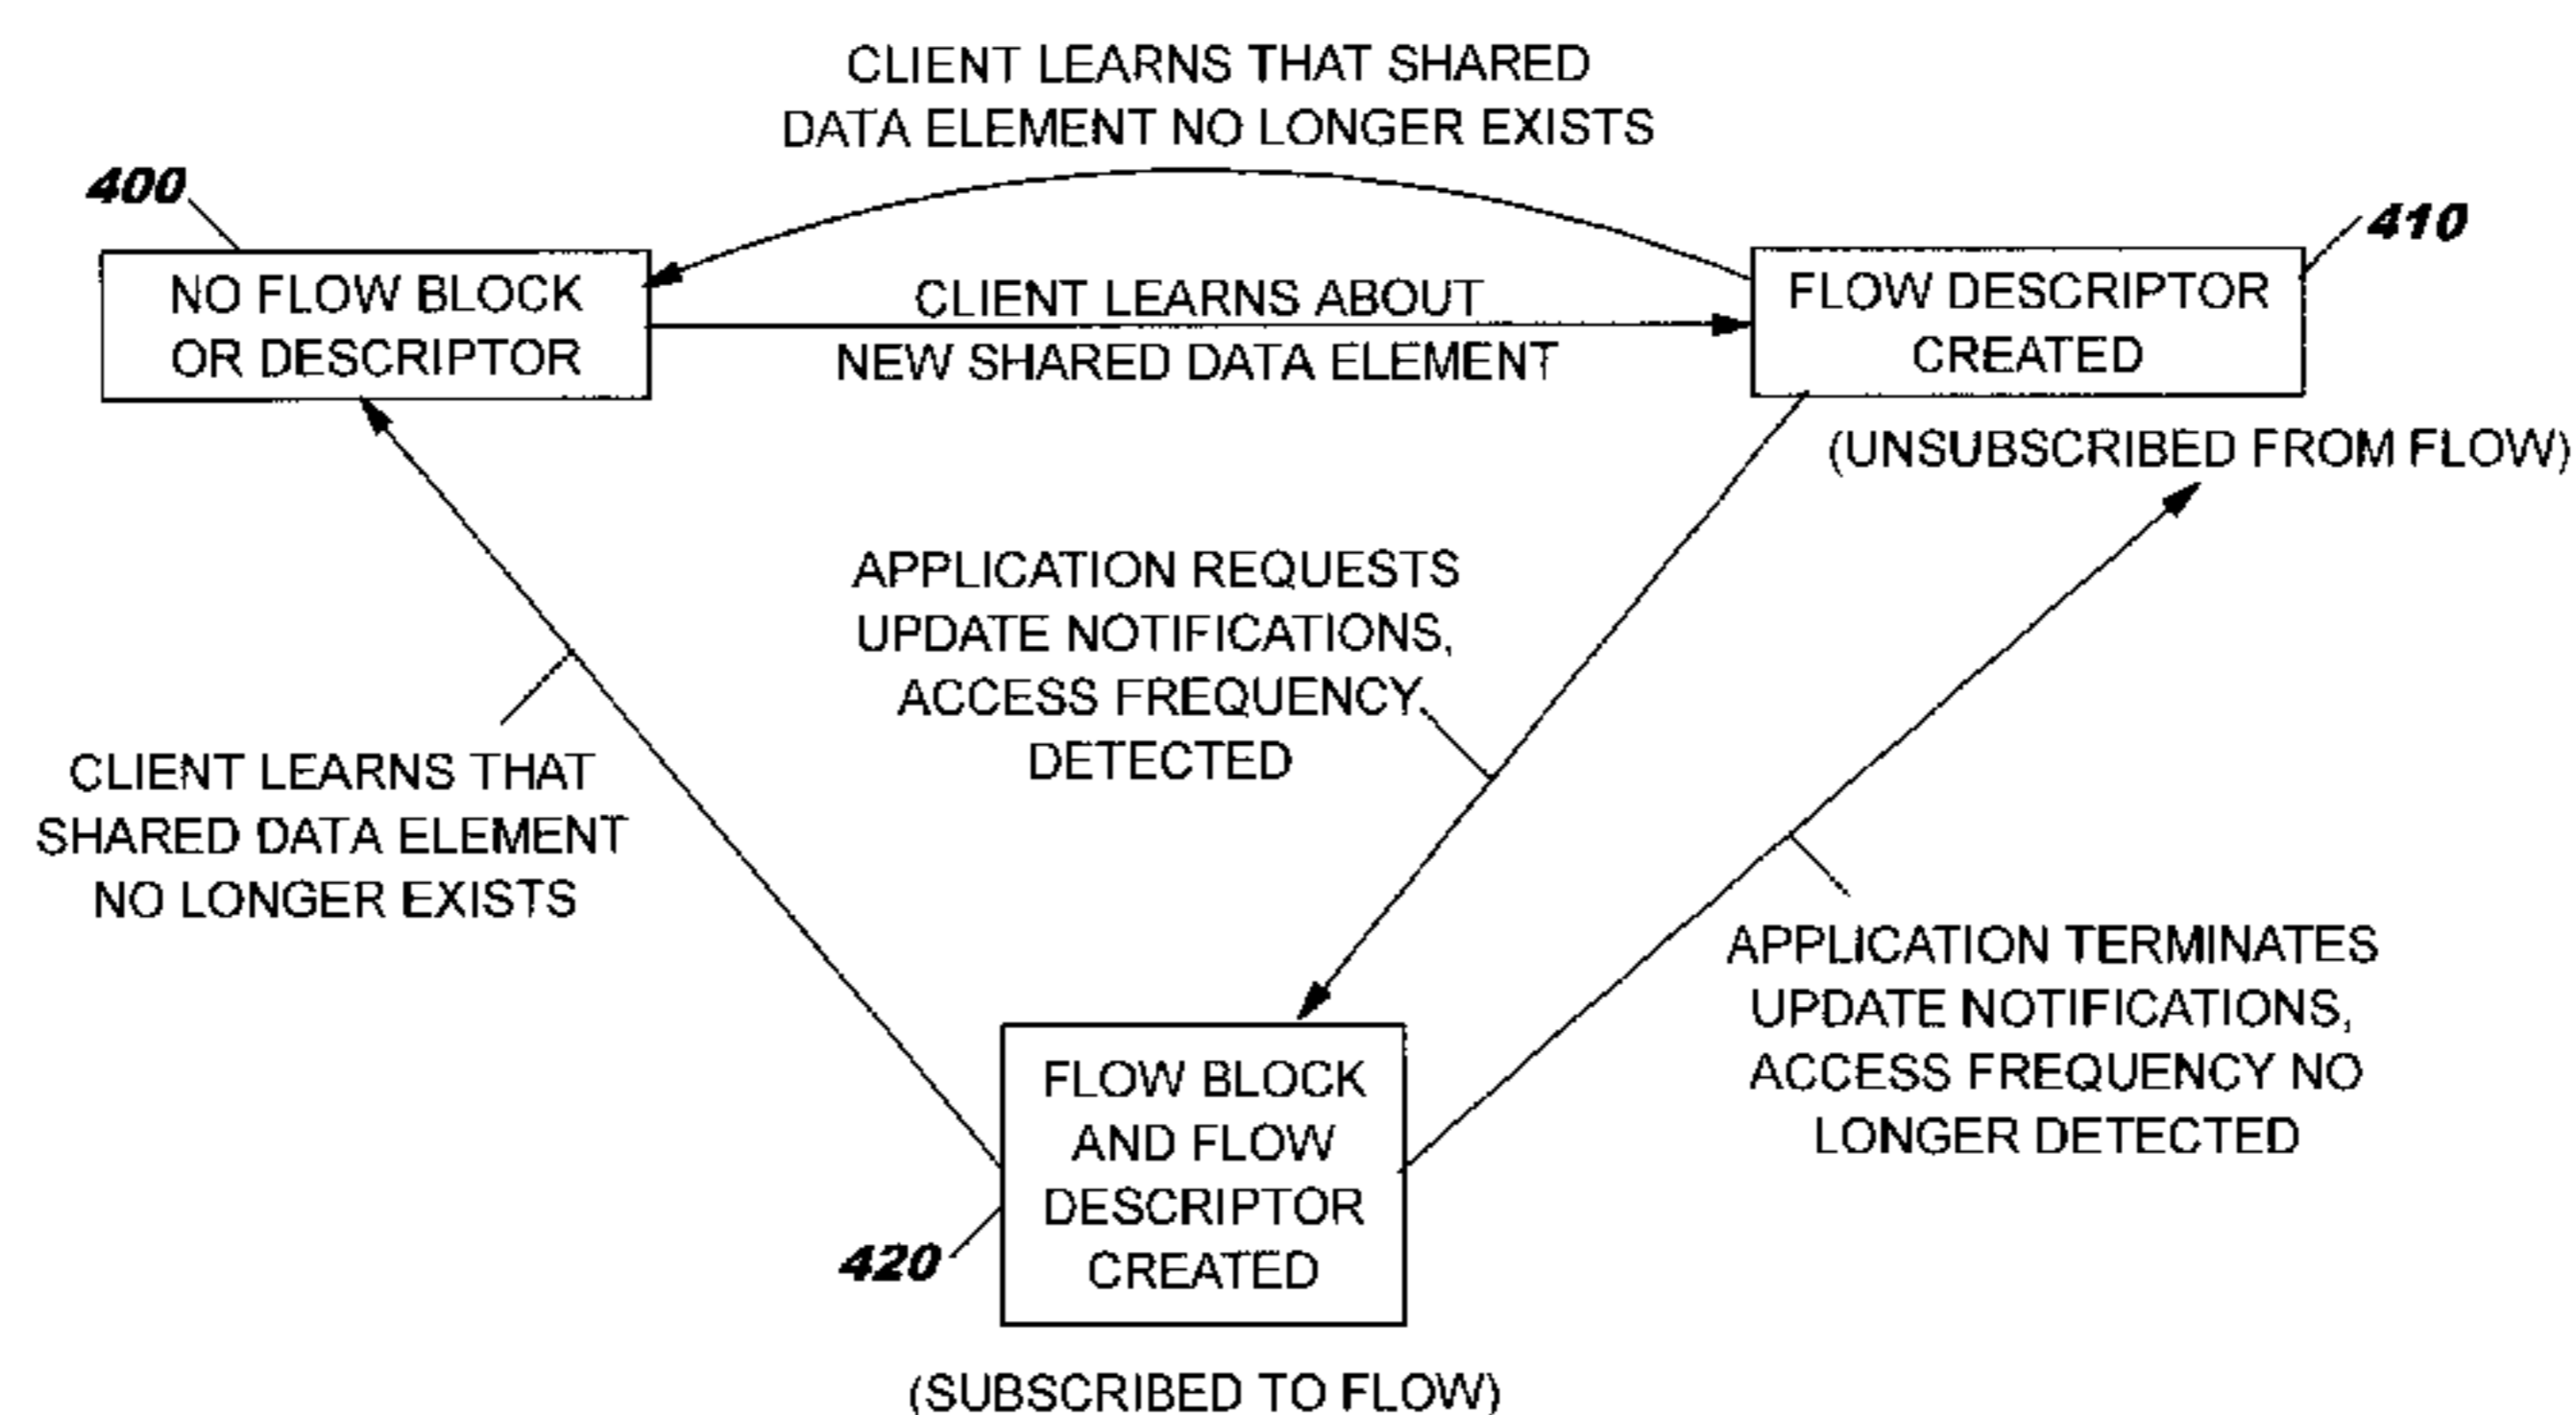 CLIENT LEARNS THAT SHARED
DATA ELEMENT NO LONGER EXISTS
400
410
NO FLOW BLOCK
OR DESCRIPTOR
CLIENT LEARNS ABOUT
NEW SHARED DATA ELEMENT
FLOW DESCRIPTOR
CREATED
(UNSUBSCRIBED FROM FLOW)
APPLICATION REQUESTS
UPDATE NOTIFICATIONS,
ACCESS FREQUENCY
DETECTED
CLIENT LEARNS THAT
SHARED DATA ELEMENT
NO LONGER EXISTS
APPLICATION TERMINATES
UPDATE NOTIFICATIONS,
ACCESS FREQUENCY NO
LONGER DETECTED
FLOW BLOCK
AND FLOW
DESCRIPTOR
CREATED
420
(SUBSCRIBED TO FLOW)